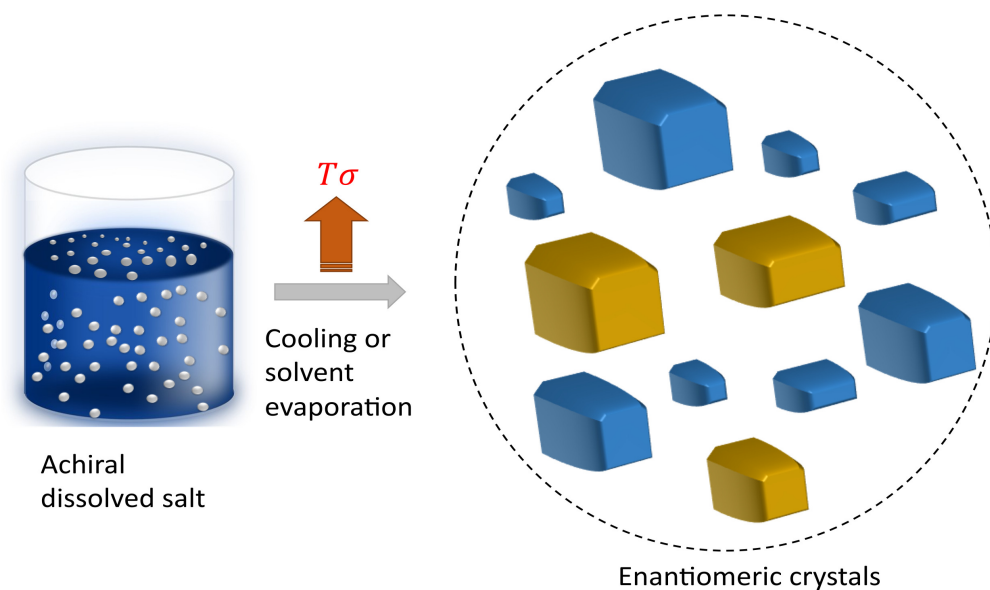 Tσ
Cooling or
solvent
evaporation
Achiral
dissolved salt
Enantiomeric crystals